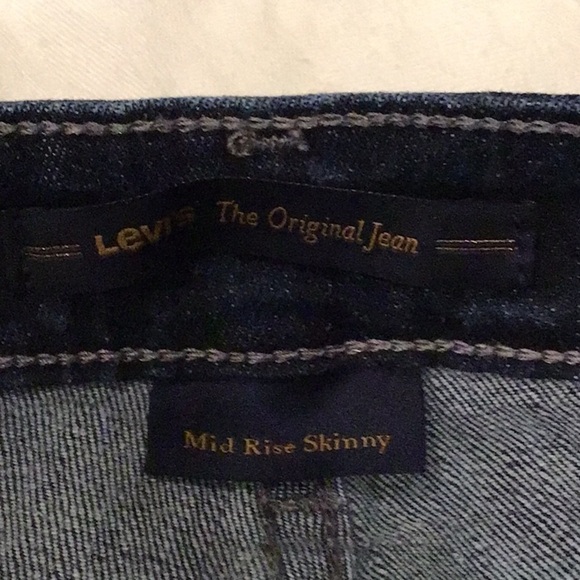 Levi's The Original Jean
Mid Rise Skinny